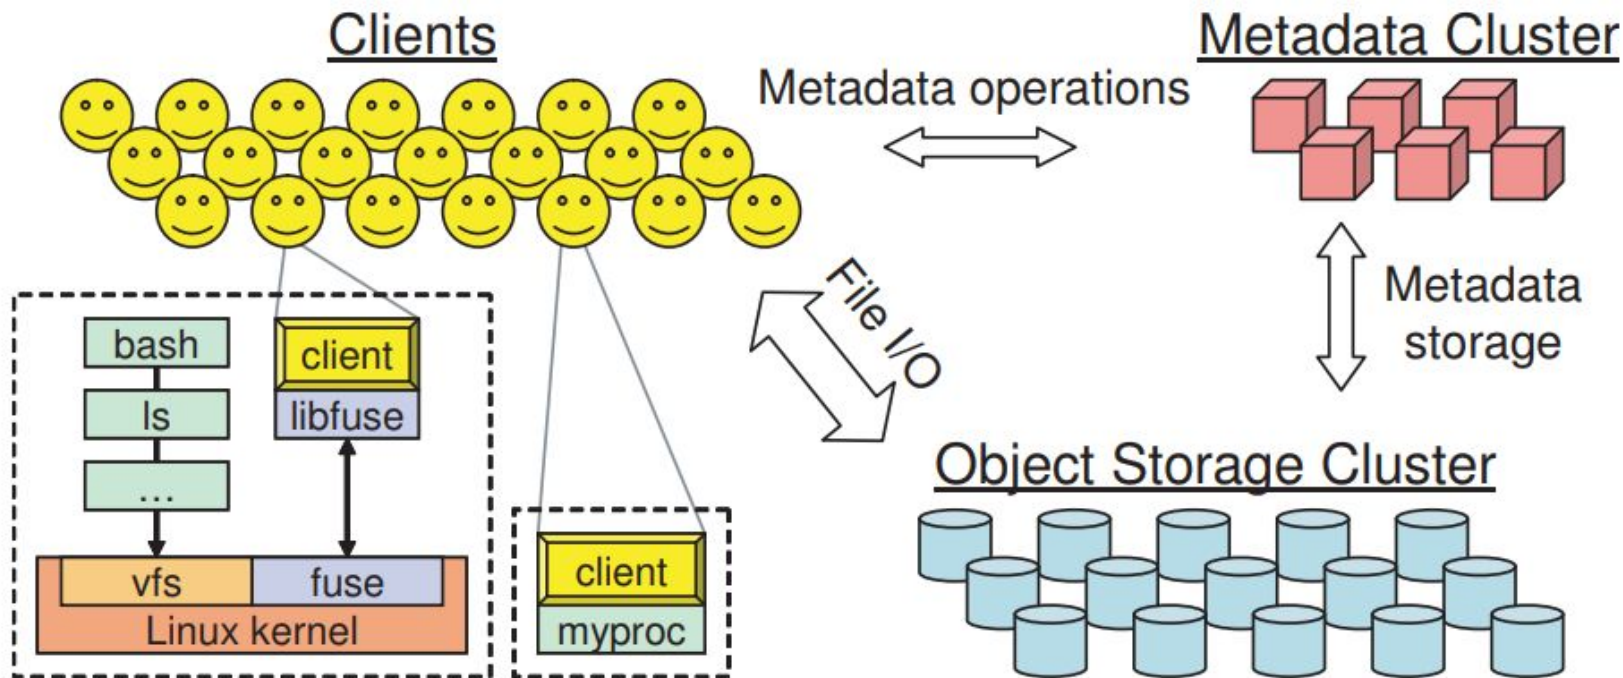 Clients
Metadata Cluster
Metadata operations
File I/O
Metadata
storage
bash
client
ls
libfuse
...
vfs
fuse
Linux kernel
client
myproc
Object Storage Cluster